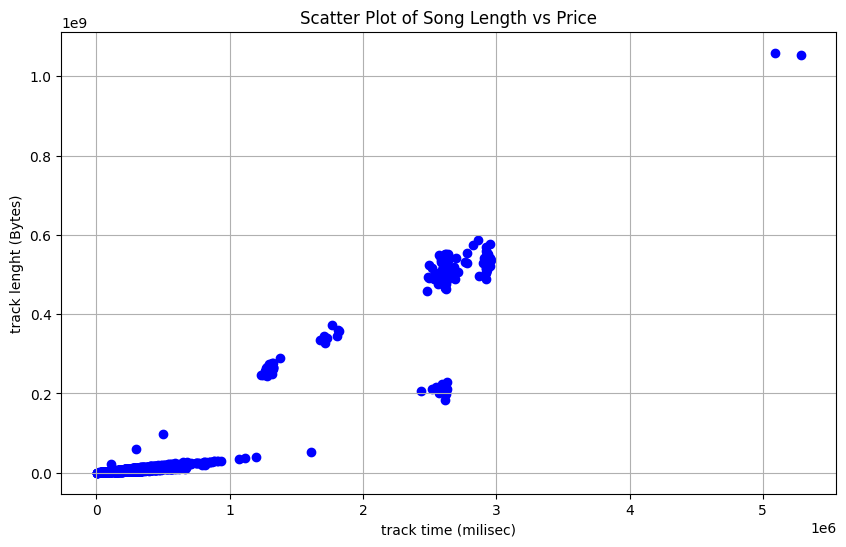 Scatter Plot of Song Length vs Price
1e9
1.0
0.8
0.6
0.4
0.2
0.0
track lenght (Bytes)
0 1 2 3 4 5
1e6
track time (milisec)